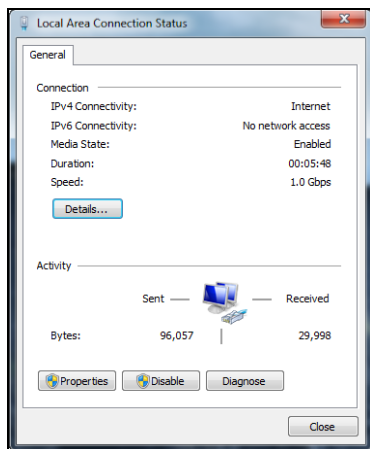 Local Area Connection Status
General
Connection
IPv4 Connectivity: Internet
IPv6 Connectivity: No network access
Media State: Enabled
Duration: 00:05:48
Speed: 1.0 Gbps
Details...
Activity
Sent Received
Bytes: 96,057 29,998
Properties Disable Diagnose
Close